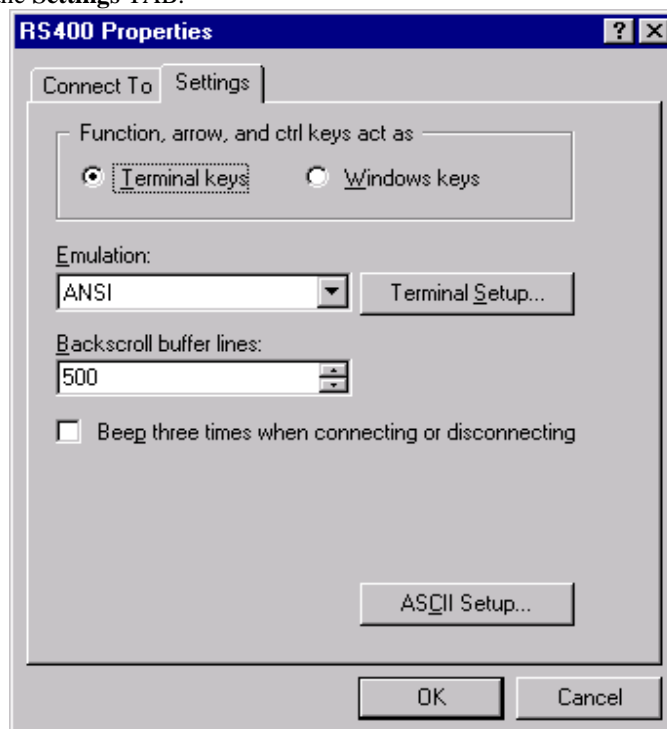 the Settings TAB.
RS400 Properties
Connect To Settings
Function, arrow, and ctrl keys act as
Terminal keys Windows keys
Emulation:
ANSI Terminal Setup...
Backscroll buffer lines:
500
Beep three times when connecting or disconnecting
ASCII Setup...
OK Cancel